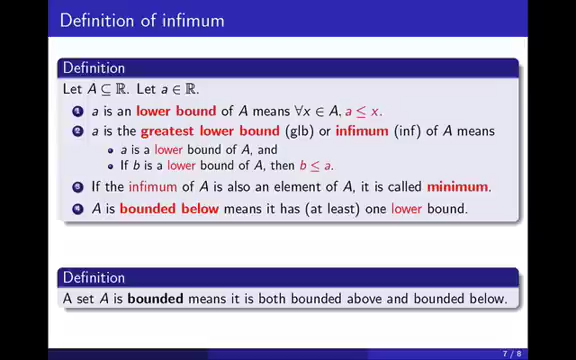 Definition of infimum
Definition
Let A ⊆ ℝ. Let a ∈ ℝ.
1 a is an lower bound of A means ∀x ∈ A, a ≤ x.
2 a is the greatest lower bound (glb) or infimum (inf) of A means
• a is a lower bound of A, and
• If b is a lower bound of A, then b ≤ a.
3 If the infimum of A is also an element of A, it is called minimum.
4 A is bounded below means it has (at least) one lower bound.
Definition
A set A is bounded means it is both bounded above and bounded below.
7 / 8